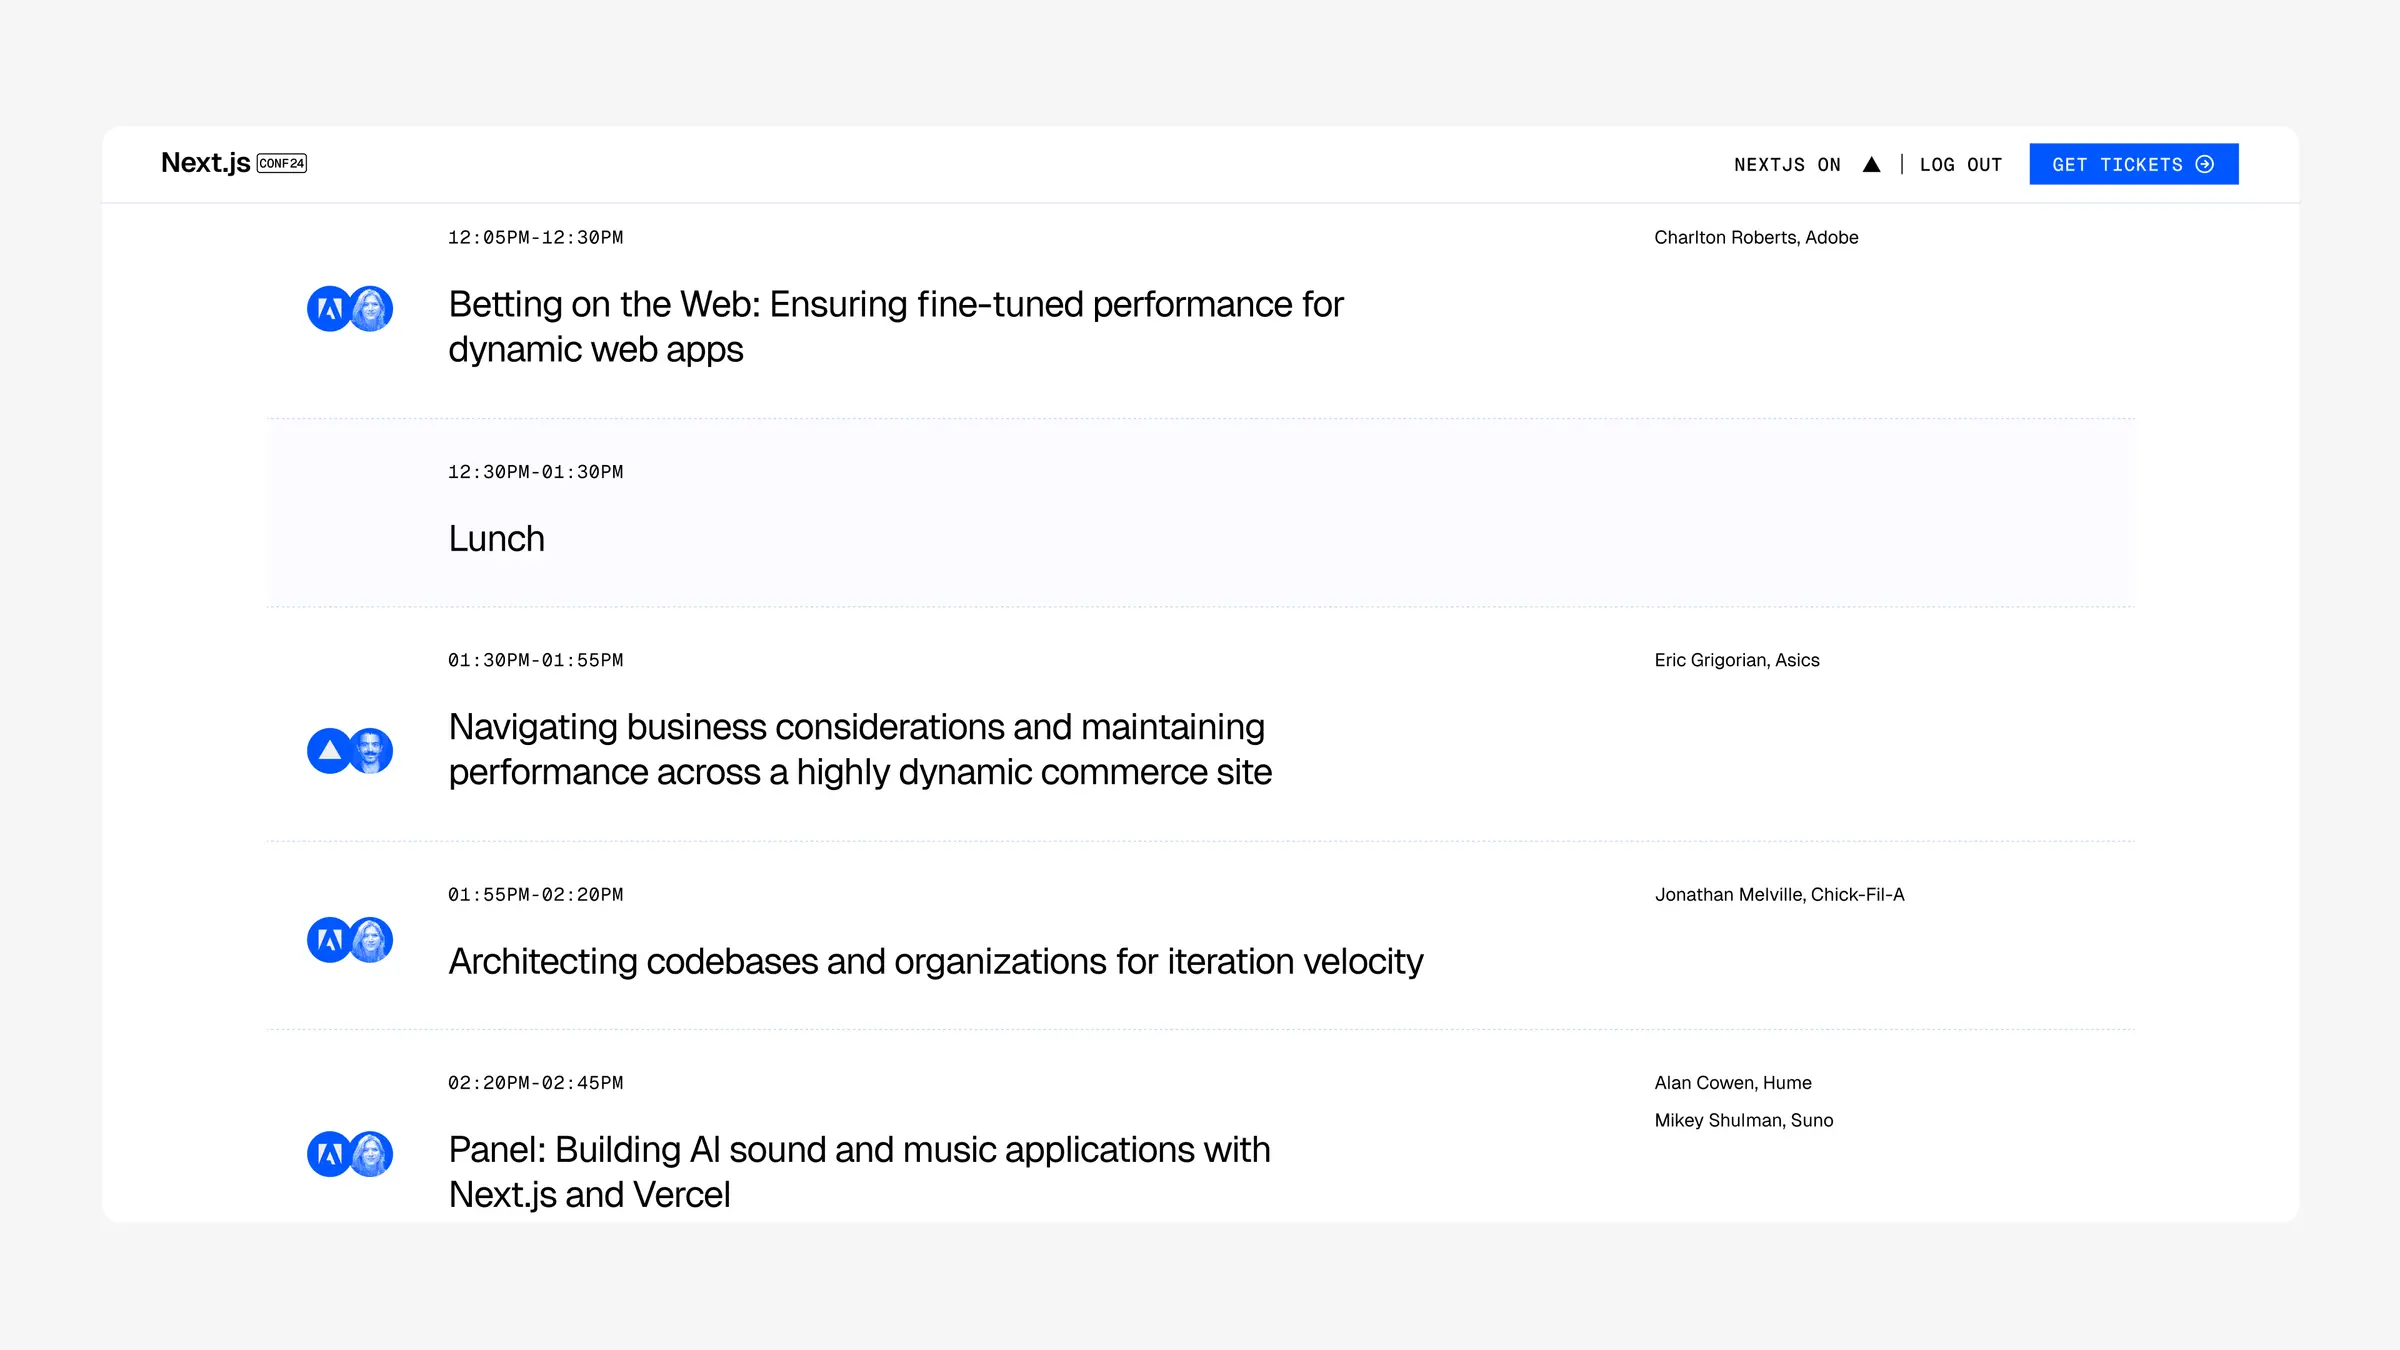 Next.js CONF24
NEXTJS ON | LOG OUT GET TICKETS
12:05PM-12:30PM
Charlton Roberts, Adobe
Betting on the Web: Ensuring fine-tuned performance for
dynamic web apps
12:30PM-01:30PM
Lunch
01:30PM-01:55PM
Eric Grigorian, Asics
Navigating business considerations and maintaining
performance across a highly dynamic commerce site
01:55PM-02:20PM
Jonathan Melville, Chick-Fil-A
Architecting codebases and organizations for iteration velocity
02:20PM-02:45PM
Alan Cowen, Hume
Mikey Shulman, Suno
Panel: Building AI sound and music applications with
Next.js and Vercel